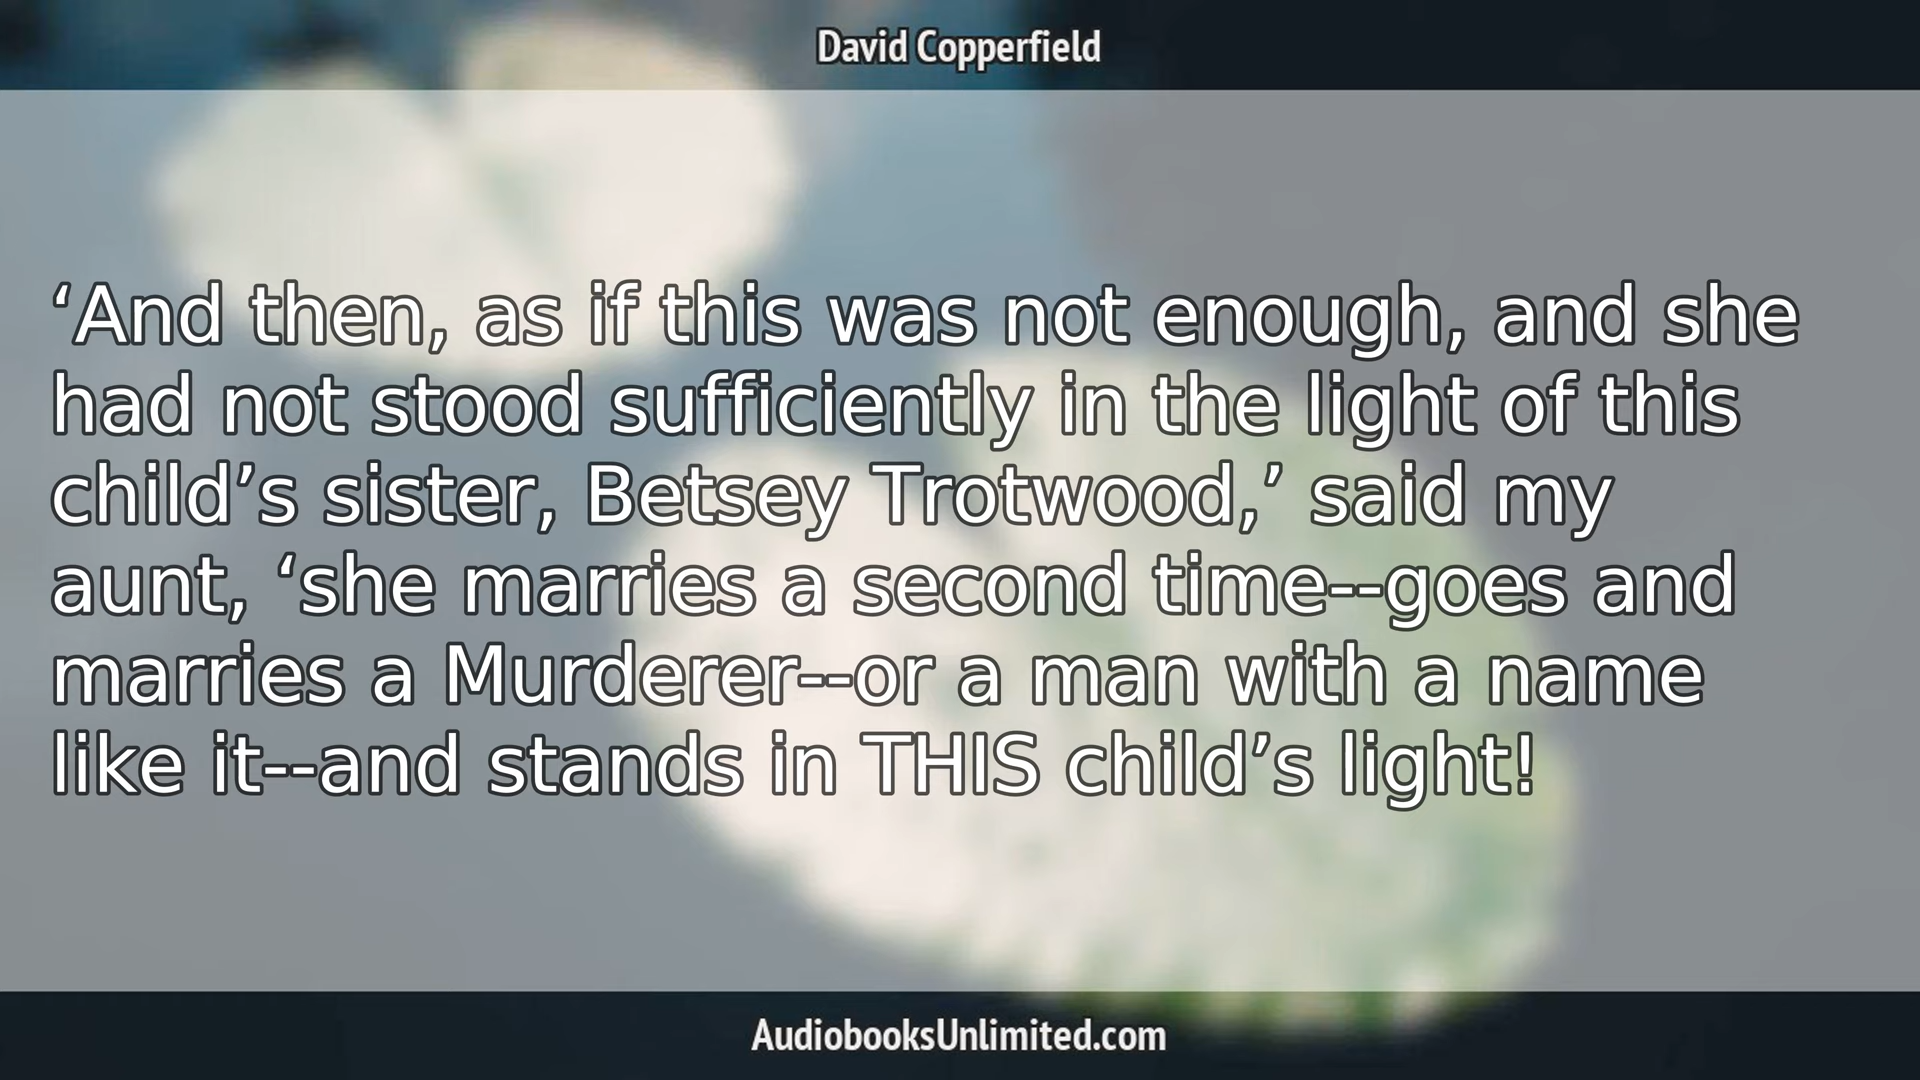 David Copperfield
‘And then, as if this was not enough, and she
had not stood sufficiently in the light of this
child’s sister, Betsey Trotwood,’ said my
aunt, ‘she marries a second time--goes and
marries a Murderer--or a man with a name
like it--and stands in THIS child’s light!
AudiobooksUnlimited.com